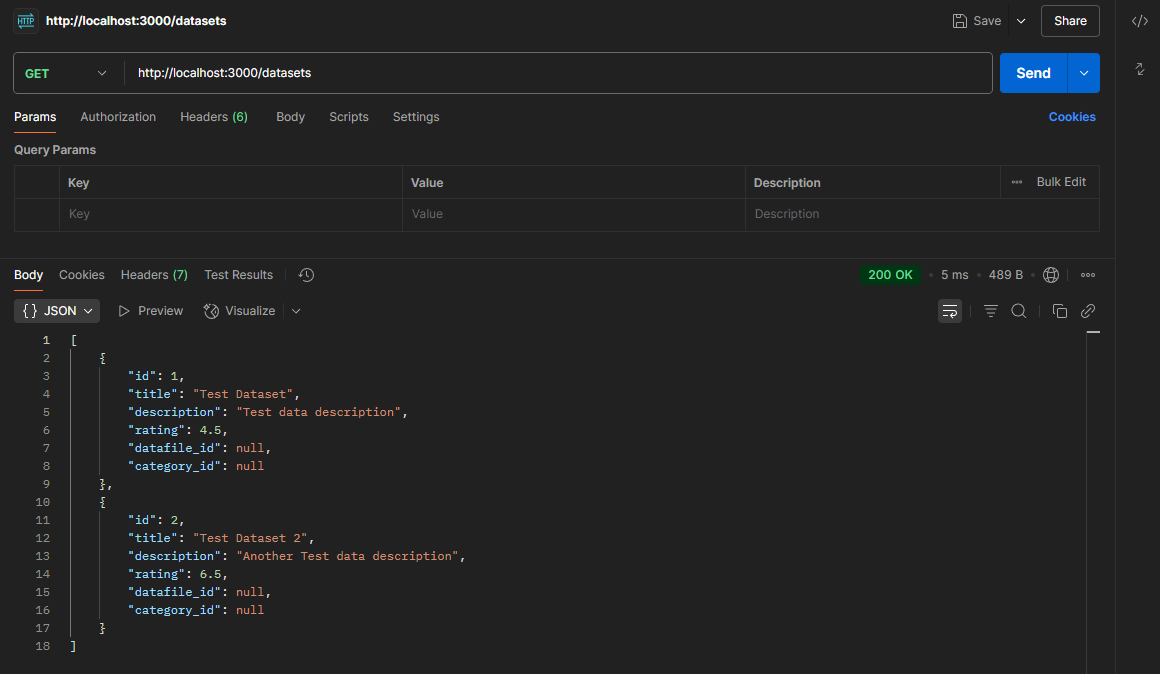 HTTP http://localhost:3000/datasets Save Share
GET http://localhost:3000/datasets Send
Params Authorization Headers (6) Body Scripts Settings Cookies
Query Params
Key Value Description Bulk Edit
Key Value Description
Body Cookies Headers (7) Test Results 200 OK • 5 ms • 489 B •
{} JSON Preview Visualize
1 [
2 {
3 "id": 1,
4 "title": "Test Dataset",
5 "description": "Test data description",
6 "rating": 4.5,
7 "datafile_id": null,
8 "category_id": null
9 },
10 {
11 "id": 2,
12 "title": "Test Dataset 2",
13 "description": "Another Test data description",
14 "rating": 6.5,
15 "datafile_id": null,
16 "category_id": null
17 }
18 ]